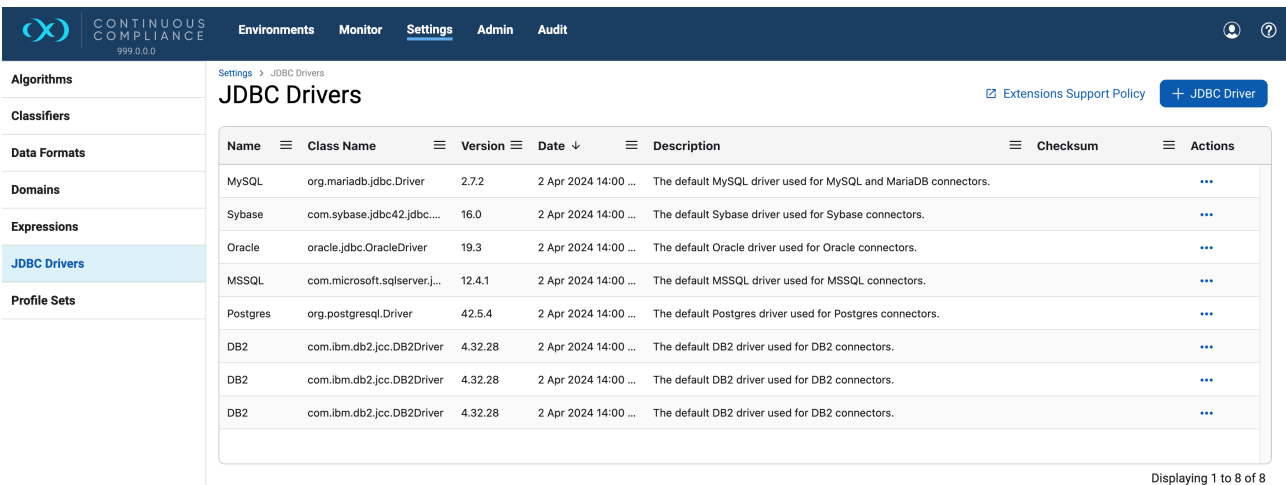 CONTINUOUS
COMPLIANCE
999.0.0.0
Environments Monitor Settings Admin Audit
Algorithms
Classifiers
Data Formats
Domains
Expressions
JDBC Drivers
Profile Sets
Settings > JDBC Drivers
JDBC Drivers
Extensions Support Policy
+ JDBC Driver
Name Class Name Version Date ↓ Description Checksum Actions
MySQL org.mariadb.jdbc.Driver 2.7.2 2 Apr 2024 14:00 ... The default MySQL driver used for MySQL and MariaDB connectors. •••
Sybase com.sybase.jdbc42.jdbc.... 16.0 2 Apr 2024 14:00 ... The default Sybase driver used for Sybase connectors. •••
Oracle oracle.jdbc.OracleDriver 19.3 2 Apr 2024 14:00 ... The default Oracle driver used for Oracle connectors. •••
MSSQL com.microsoft.sqlserver.j... 12.4.1 2 Apr 2024 14:00 ... The default MSSQL driver used for MSSQL connectors. •••
Postgres org.postgresql.Driver 42.5.4 2 Apr 2024 14:00 ... The default Postgres driver used for Postgres connectors. •••
DB2 com.ibm.db2.jcc.DB2Driver 4.32.28 2 Apr 2024 14:00 ... The default DB2 driver used for DB2 connectors. •••
DB2 com.ibm.db2.jcc.DB2Driver 4.32.28 2 Apr 2024 14:00 ... The default DB2 driver used for DB2 connectors. •••
DB2 com.ibm.db2.jcc.DB2Driver 4.32.28 2 Apr 2024 14:00 ... The default DB2 driver used for DB2 connectors. •••
Displaying 1 to 8 of 8